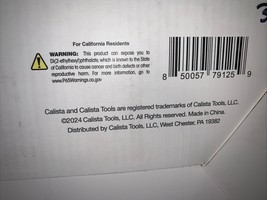 For California Residents
WARNING: This product can expose you to
Di(2-ethylhexyl)phthalate, which is known to the State
of California to cause cancer and birth defects or other
reproductive harm. For more information, go to
www.P65Warnings.ca.gov
8 50057 79125 9
Calista and Calista Tools are registered trademarks of Calista Tools, LLC.
©2024 Calista Tools, LLC. All Rights Reserved. Made in China.
Distributed by Calista Tools, LLC, West Chester, PA 19382